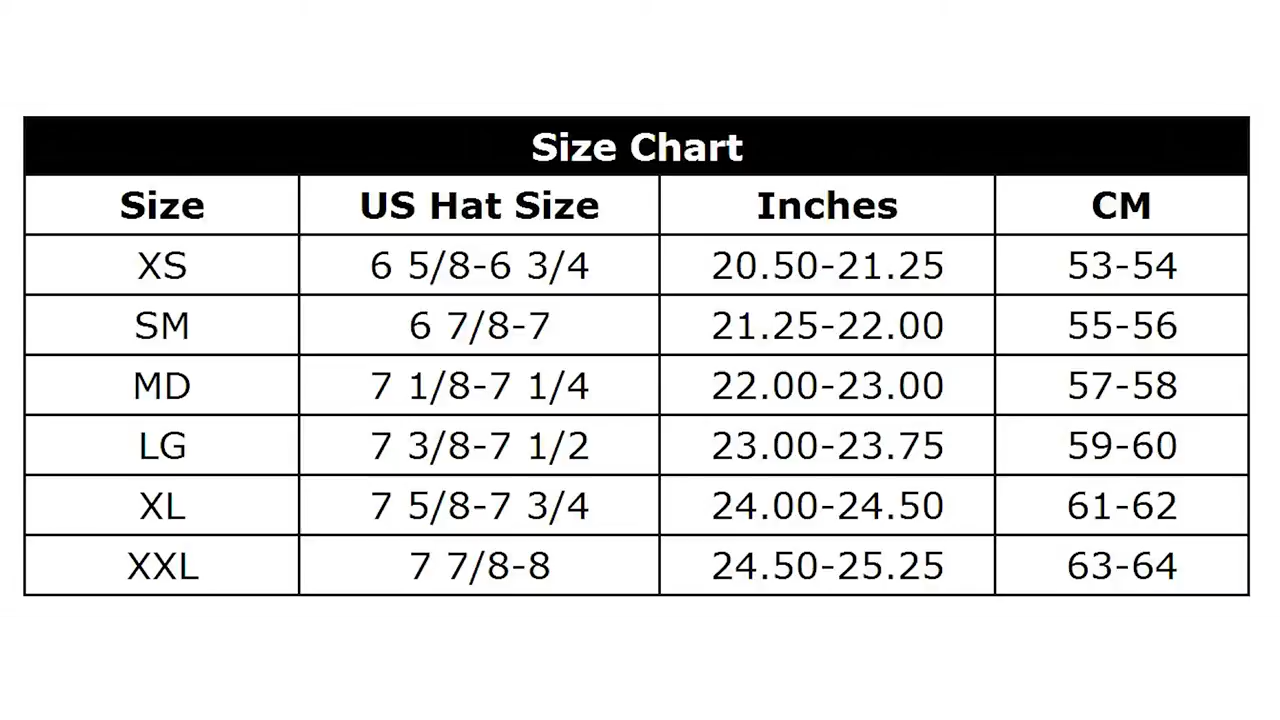 Size Chart
Size US Hat Size Inches CM
XS 6 5/8-6 3/4 20.50-21.25 53-54
SM 6 7/8-7 21.25-22.00 55-56
MD 7 1/8-7 1/4 22.00-23.00 57-58
LG 7 3/8-7 1/2 23.00-23.75 59-60
XL 7 5/8-7 3/4 24.00-24.50 61-62
XXL 7 7/8-8 24.50-25.25 63-64